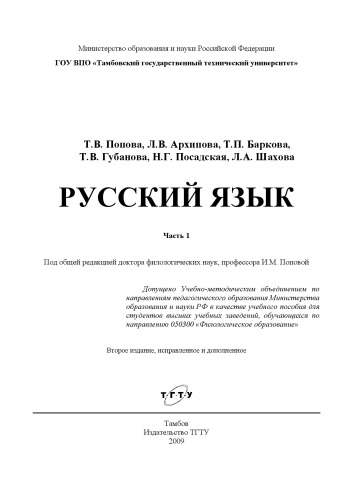 Министерство образования и науки Российской Федерации
ГОУ ВПО «Тамбовский государственный технический университет»
Т.В. Попова, Л.В. Архипова, Т.П. Баркова,
Т.В. Губанова, Н.Г. Посадская, Л.А. Шахова
РУССКИЙ ЯЗЫК
Часть 1
Под общей редакцией доктора филологических наук, профессора И.М. Поповой
Допущено Учебно-методическим объединением по
направлениям педагогического образования Министерства
образования и науки РФ в качестве учебного пособия для
студентов высших учебных заведений, обучающихся по
направлению 050300 «Филологическое образование»
Второе издание, исправленное и дополненное
Т·Г·Т·У
Тамбов
Издательство ТГТУ
2009